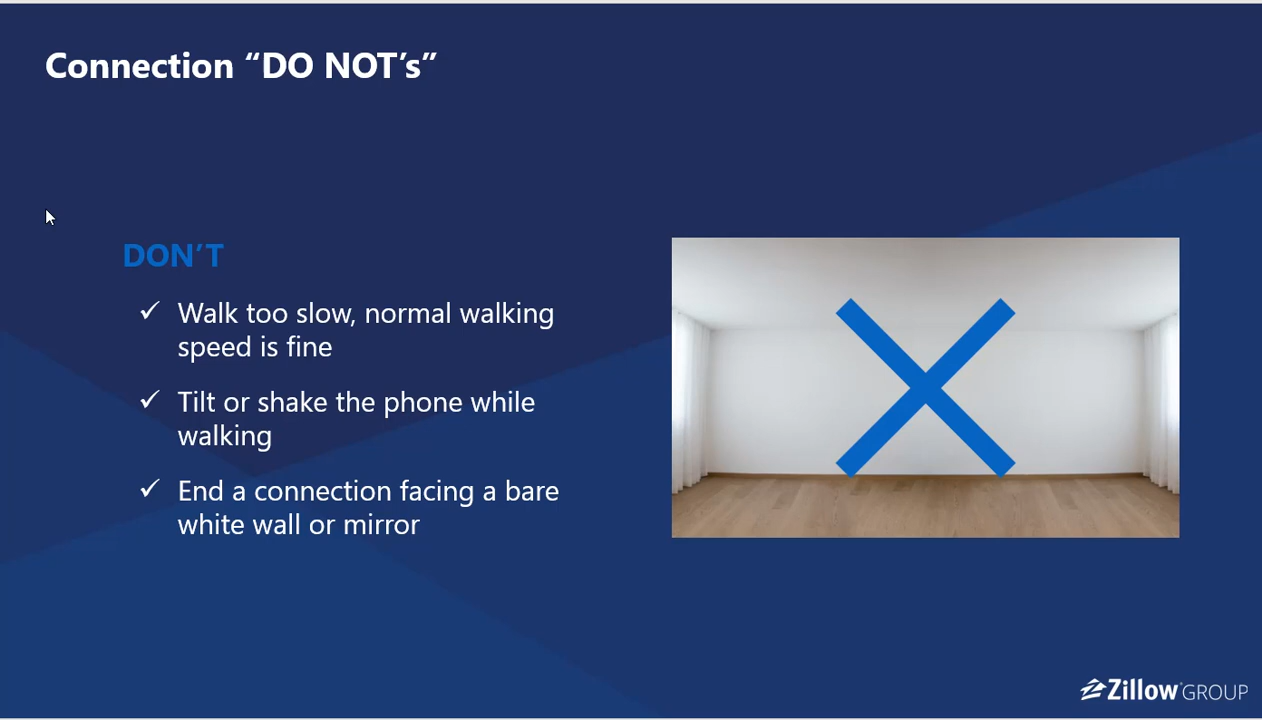 Connection “DO NOT’s”
DON’T
✓ Walk too slow, normal walking
speed is fine
✓ Tilt or shake the phone while
walking
✓ End a connection facing a bare
white wall or mirror
Zillow GROUP